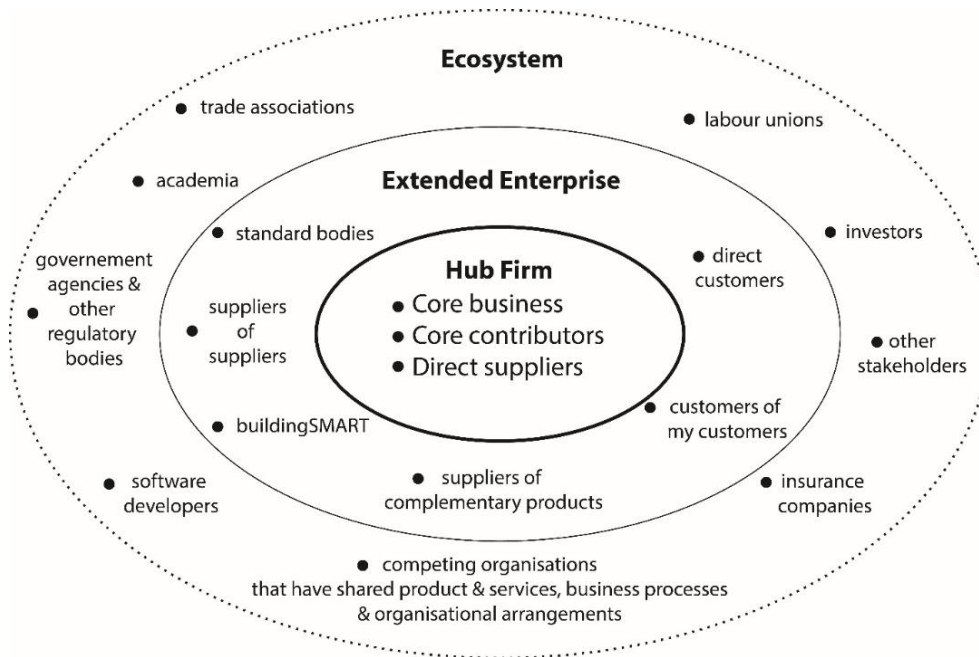 Ecosystem
● trade associations
● labour unions
● academia
Extended Enterprise
● standard bodies
● investors
● direct
customers
governement
agencies &
● other
regulatory
bodies
Hub Firm
● Core business
● Core contributors
● Direct suppliers
suppliers
● of
suppliers
● other
stakeholders
● buildingSMART
● customers of
my customers
● software
developers
● suppliers of
complementary products
● insurance
companies
● competing organisations
that have shared product & services, business processes
& organisational arrangements